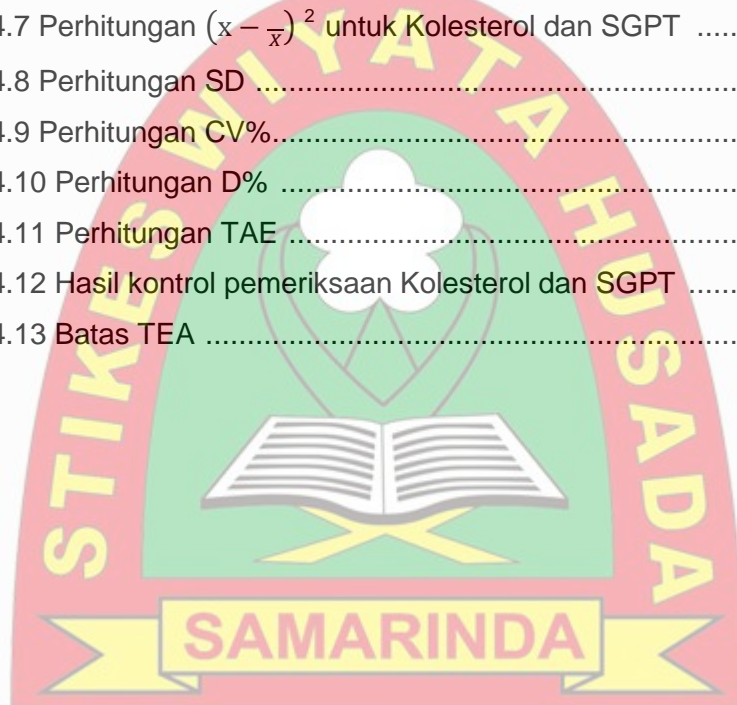 4.7 Perhitungan (x − x̅)² untuk Kolesterol dan SGPT ......
4.8 Perhitungan SD ............................................................
4.9 Perhitungan CV%..........................................................
4.10 Perhitungan D% .........................................................
4.11 Perhitungan TAE ........................................................
4.12 Hasil kontrol pemeriksaan Kolesterol dan SGPT ......
4.13 Batas TEA ..................................................................
STIKES WIYATA HUSADA
SAMARINDA